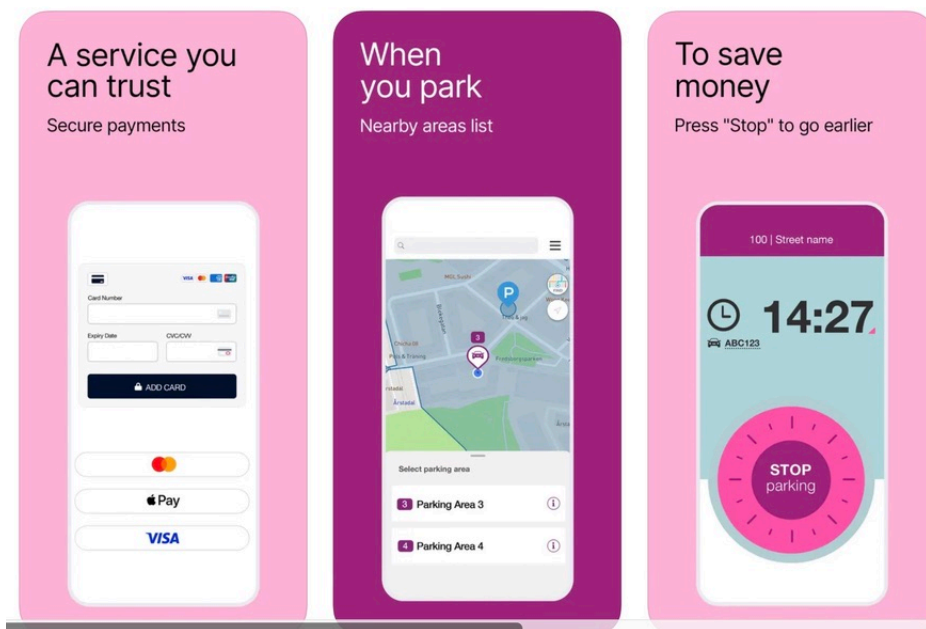 A service you
can trust
Secure payments
VISA
Card Number
Expiry Date
CVC/CVV
ADD CARD
Pay
VISA
When
you park
Nearby areas list
P
3
Årstadal
Select parking area
3 Parking Area 3
4 Parking Area 4
To save
money
Press "Stop" to go earlier
100 | Street name
14:27
ABC123
STOP
parking